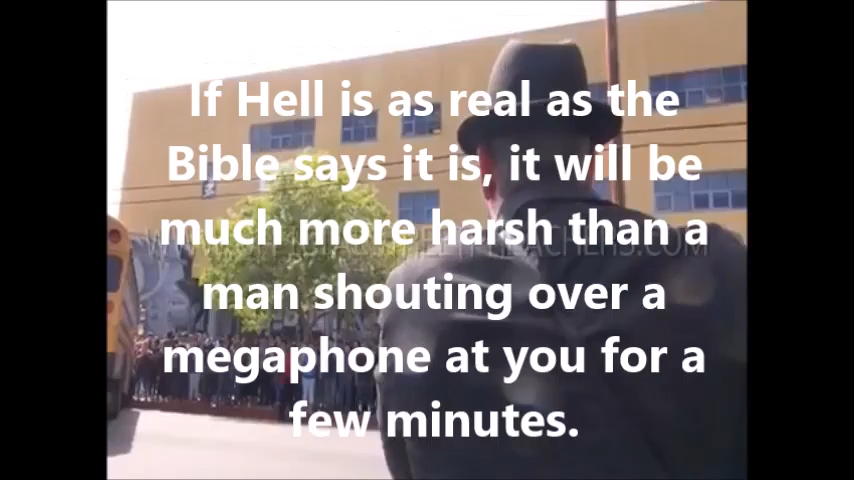 If Hell is as real as the
Bible says it is, it will be
much more harsh than a
man shouting over a
megaphone at you for a
few minutes.